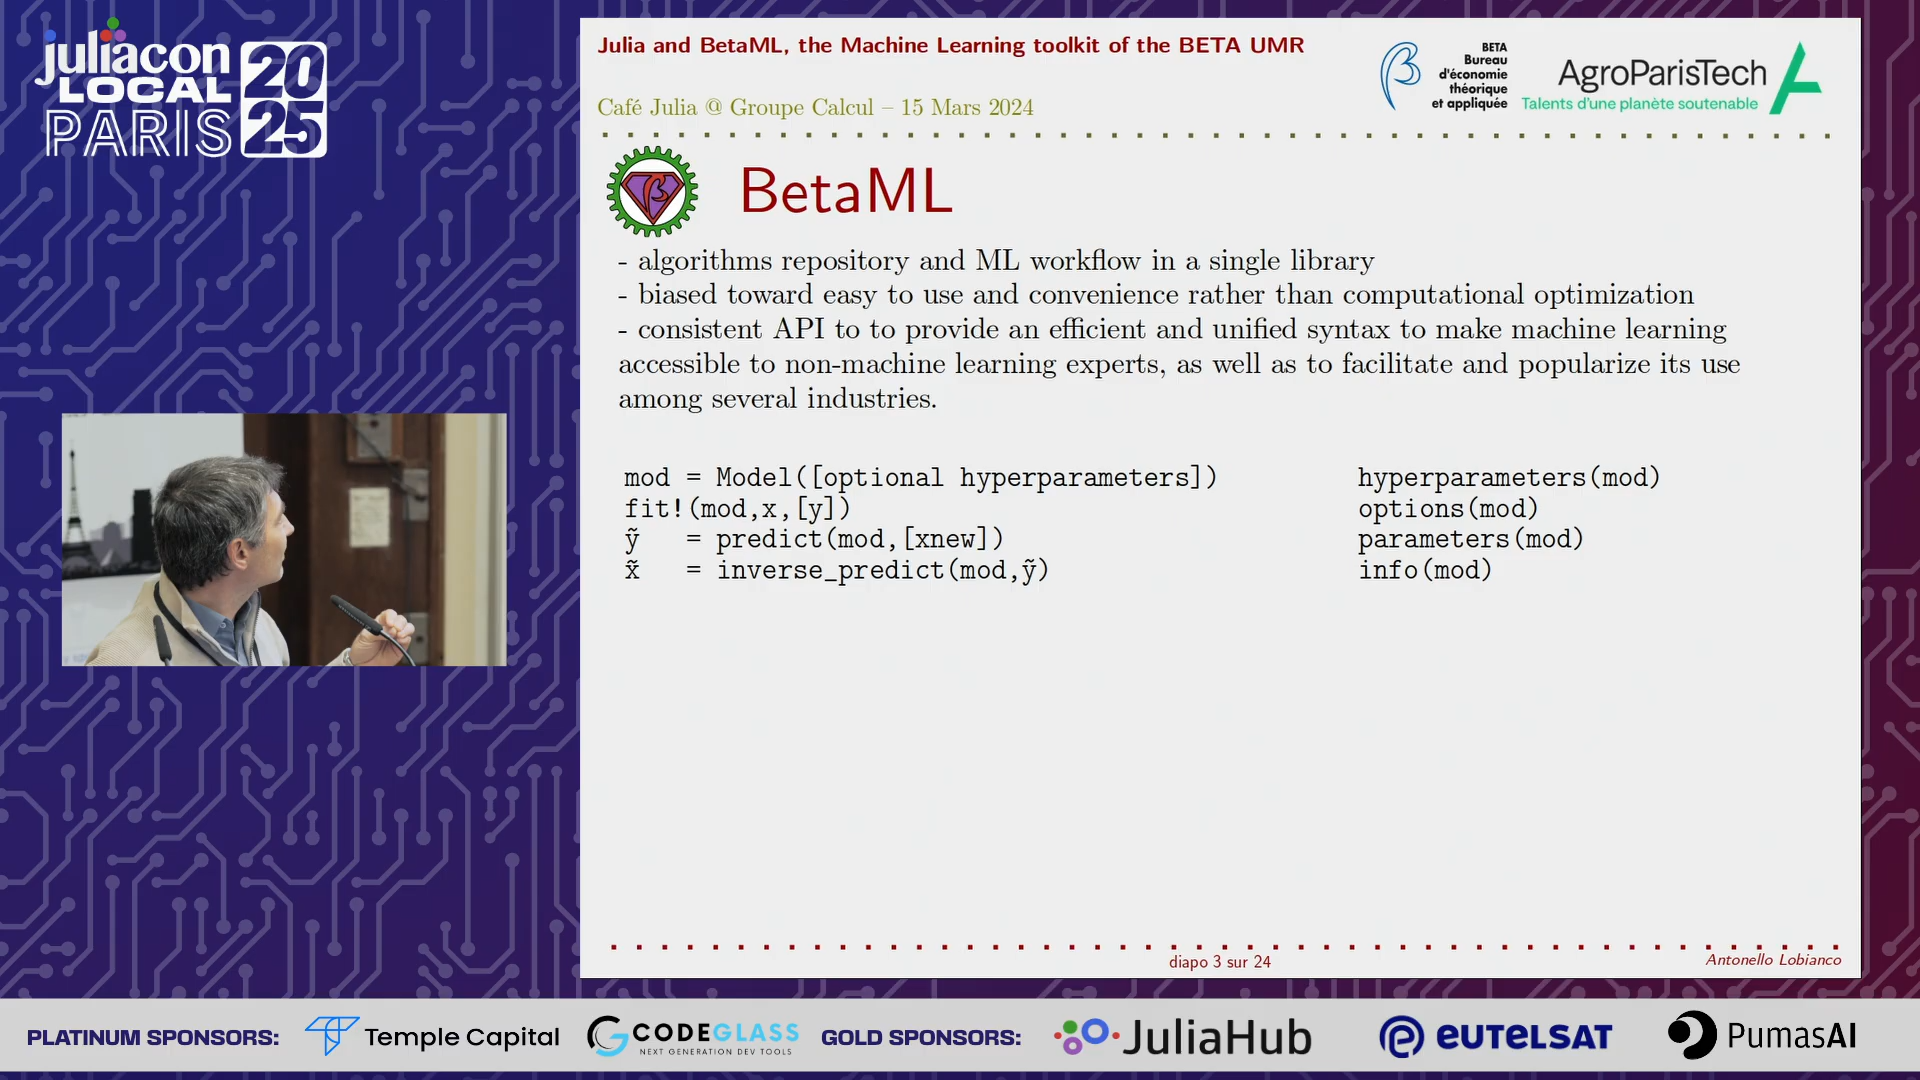 juliacon
LOCAL
PARIS
20
25
Julia and BetaML, the Machine Learning toolkit of the BETA UMR
Café Julia @ Groupe Calcul – 15 Mars 2024
BETA
Bureau
d'économie
théorique
et appliquée
AgroParisTech
Talents d'une planète soutenable
BetaML
- algorithms repository and ML workflow in a single library
- biased toward easy to use and convenience rather than computational optimization
- consistent API to to provide an efficient and unified syntax to make machine learning
accessible to non-machine learning experts, as well as to facilitate and popularize its use
among several industries.
mod = Model([optional hyperparameters])
fit!(mod,x,[y])
ỹ = predict(mod,[xnew])
x̃ = inverse_predict(mod,ỹ)
hyperparameters(mod)
options(mod)
parameters(mod)
info(mod)
diapo 3 sur 24
Antonello Lobianco
PLATINUM SPONSORS:
Temple Capital
CODEGLASS
NEXT GENERATION DEV TOOLS
GOLD SPONSORS:
JuliaHub
eUTELSAT
PumasAI